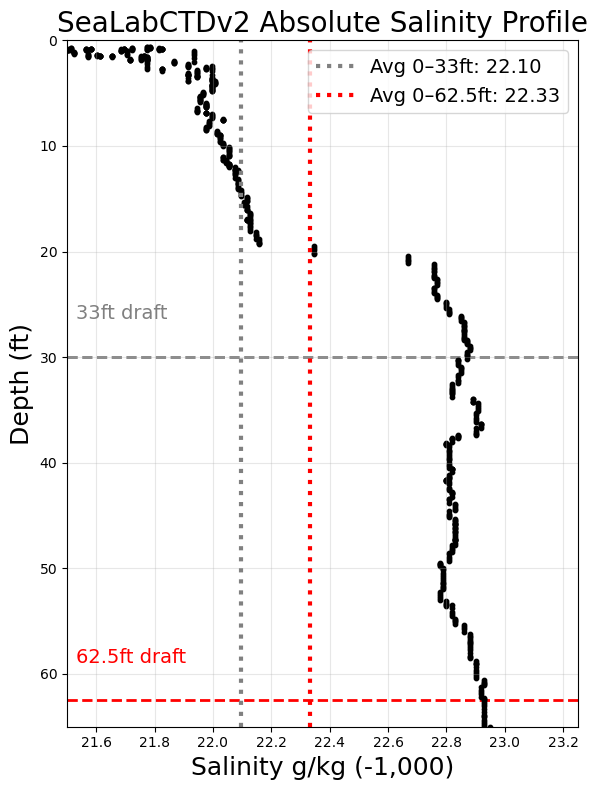 SeaLabCTDv2 Absolute Salinity Profile
Avg 0–33ft: 22.10
Avg 0–62.5ft: 22.33
0
10
20
30
40
50
60
Depth (ft)
33ft draft
62.5ft draft
21.6 21.8 22.0 22.2 22.4 22.6 22.8 23.0 23.2
Salinity g/kg (-1,000)